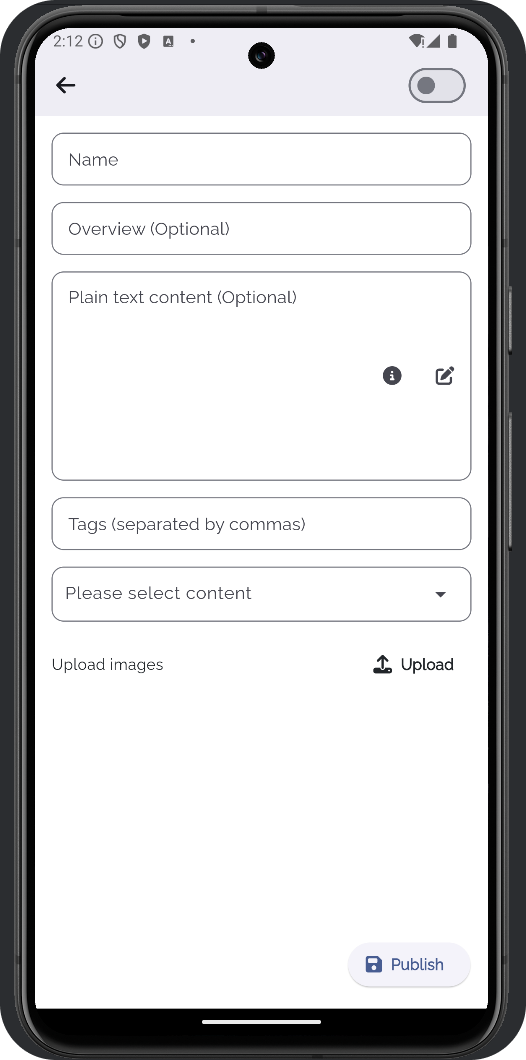 2:12
Name
Overview (Optional)
Plain text content (Optional)
Tags (separated by commas)
Please select content
Upload images
Upload
Publish